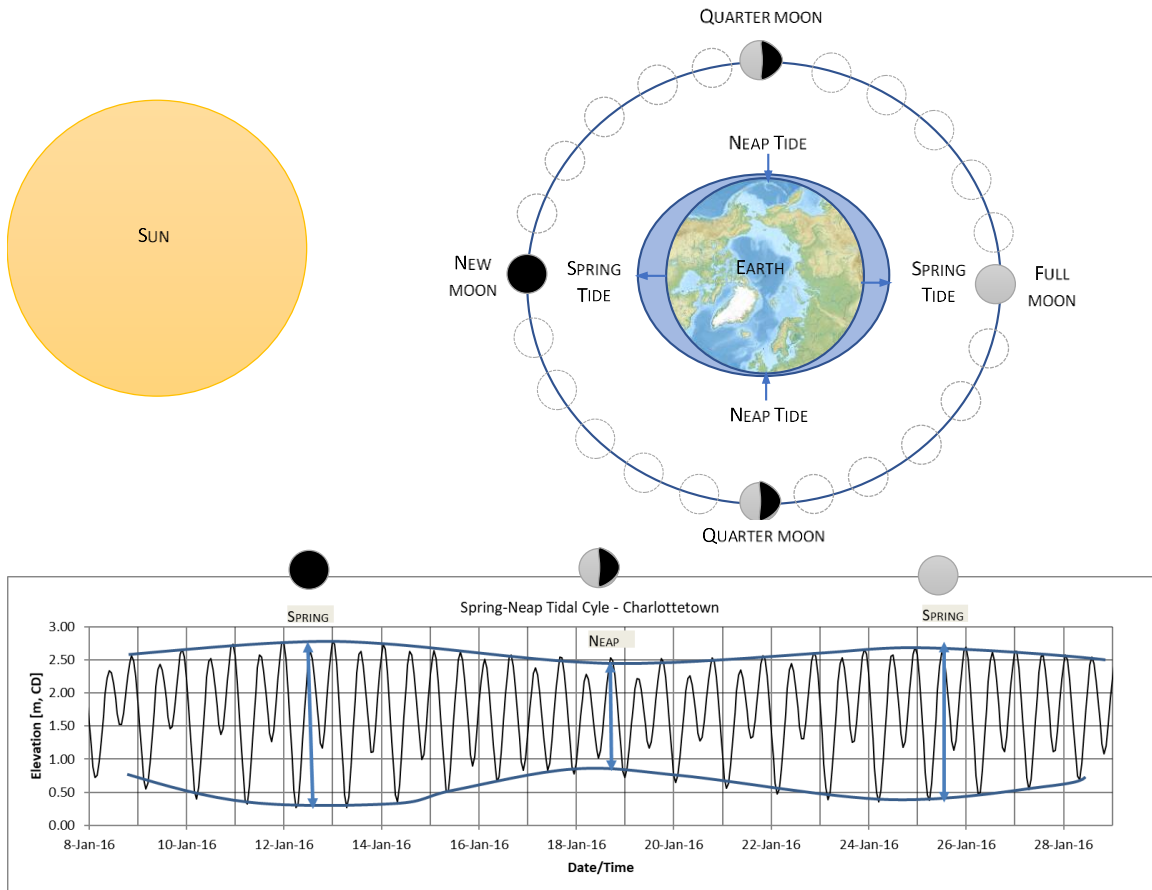 QUARTER MOON
NEAP TIDE
SUN
NEW
MOON
SPRING
TIDE
EARTH
SPRING
TIDE
FULL
MOON
NEAP TIDE
QUARTER MOON
Spring-Neap Tidal Cyle - Charlottetown
SPRING
NEAP
SPRING
Elevation [m, CD]
3.00
2.50
2.00
1.50
1.00
0.50
0.00
8-Jan-16 10-Jan-16 12-Jan-16 14-Jan-16 16-Jan-16 18-Jan-16 20-Jan-16 22-Jan-16 24-Jan-16 26-Jan-16 28-Jan-16
Date/Time